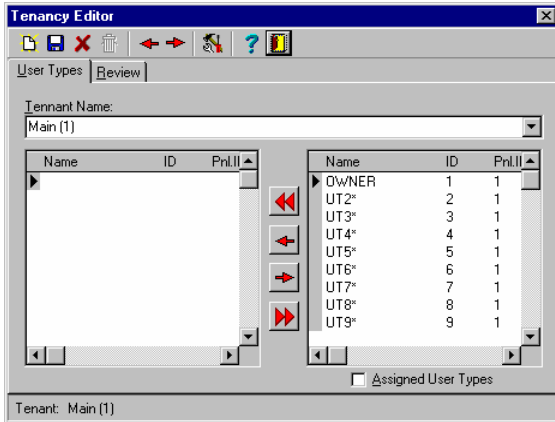 Tenancy Editor
User Types Review
Tennant Name:
Main (1)
Name ID Pnl.II
Name ID Pnl.II
OWNER 1 1
UT2* 2 1
UT3* 3 1
UT4* 4 1
UT5* 5 1
UT6* 6 1
UT7* 7 1
UT8* 8 1
UT9* 9 1
Assigned User Types
Tenant: Main (1)